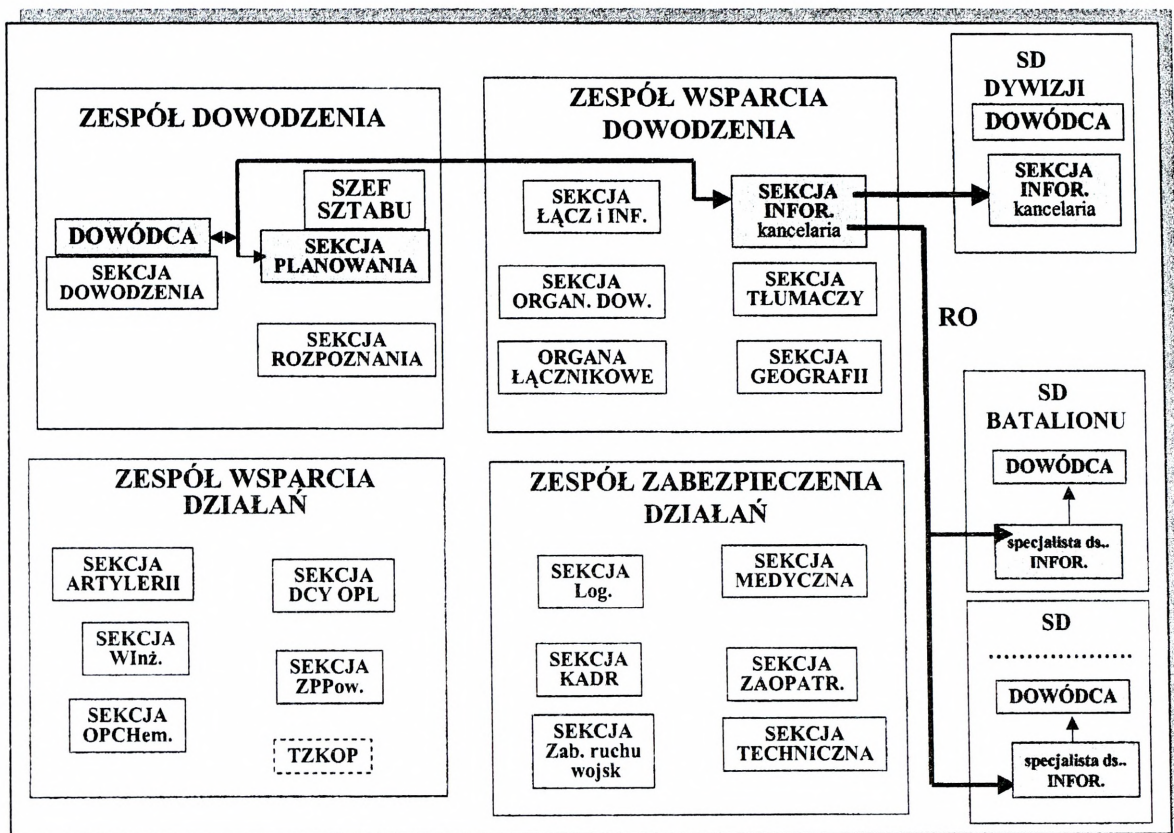 ZESPÓŁ DOWODZENIA
SZEF
SZTABU
DOWÓDCA
SEKCJA
PLANOWANIA
SEKCJA
DOWODZENIA
SEKCJA
ROZPOZNANIA
ZESPÓŁ WSPARCIA
DOWODZENIA
SEKCJA
ŁĄCZ i INF.
SEKCJA
INFOR.
kancelaria
SEKCJA
ORGAN. DOW.
SEKCJA
TŁUMACZY
ORGANA
ŁĄCZNIKOWE
SEKCJA
GEOGRAFII
SD
DYWIZJI
DOWÓDCA
SEKCJA
INFOR.
kancelaria
RO
SD
BATALIONU
DOWÓDCA
specjalista ds..
INFOR.
SD
......................
DOWÓDCA
specjalista ds..
INFOR.
ZESPÓŁ WSPARCIA
DZIAŁAŃ
SEKCJA
ARTYLERII
SEKCJA
DCY OPL
SEKCJA
WInż.
SEKCJA
ZPPow.
SEKCJA
OPCHem.
TZKOP
ZESPÓŁ ZABEZPIECZENIA
DZIAŁAŃ
SEKCJA
Log.
SEKCJA
MEDYCZNA
SEKCJA
KADR
SEKCJA
ZAOPATR.
SEKCJA
Zab. ruchu
wojsk
SEKCJA
TECHNICZNA